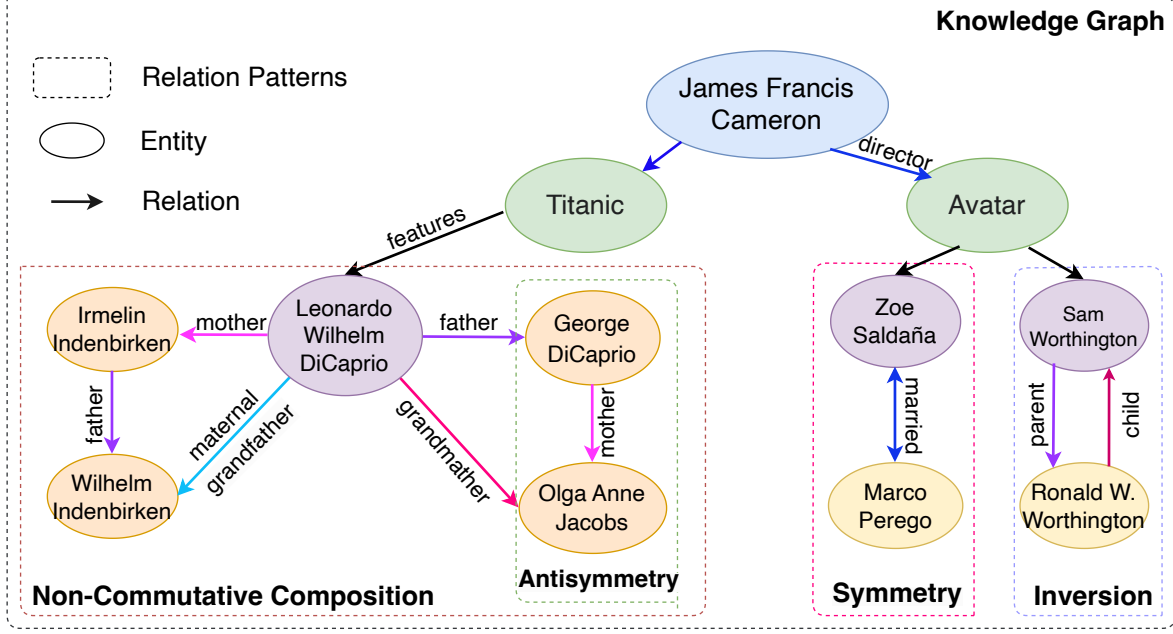 Knowledge Graph
Relation Patterns
Entity
Relation
James Francis
Cameron
director
Titanic
Avatar
features
Irmelin
Indenbirken
mother
Leonardo
Wilhelm
DiCaprio
father
George
DiCaprio
Zoe
Saldaña
Sam
Worthington
father
maternal
grandfather
grandmather
mother
married
parent
child
Wilhelm
Indenbirken
Olga Anne
Jacobs
Marco
Perego
Ronald W.
Worthington
Non-Commutative Composition
Antisymmetry
Symmetry
Inversion